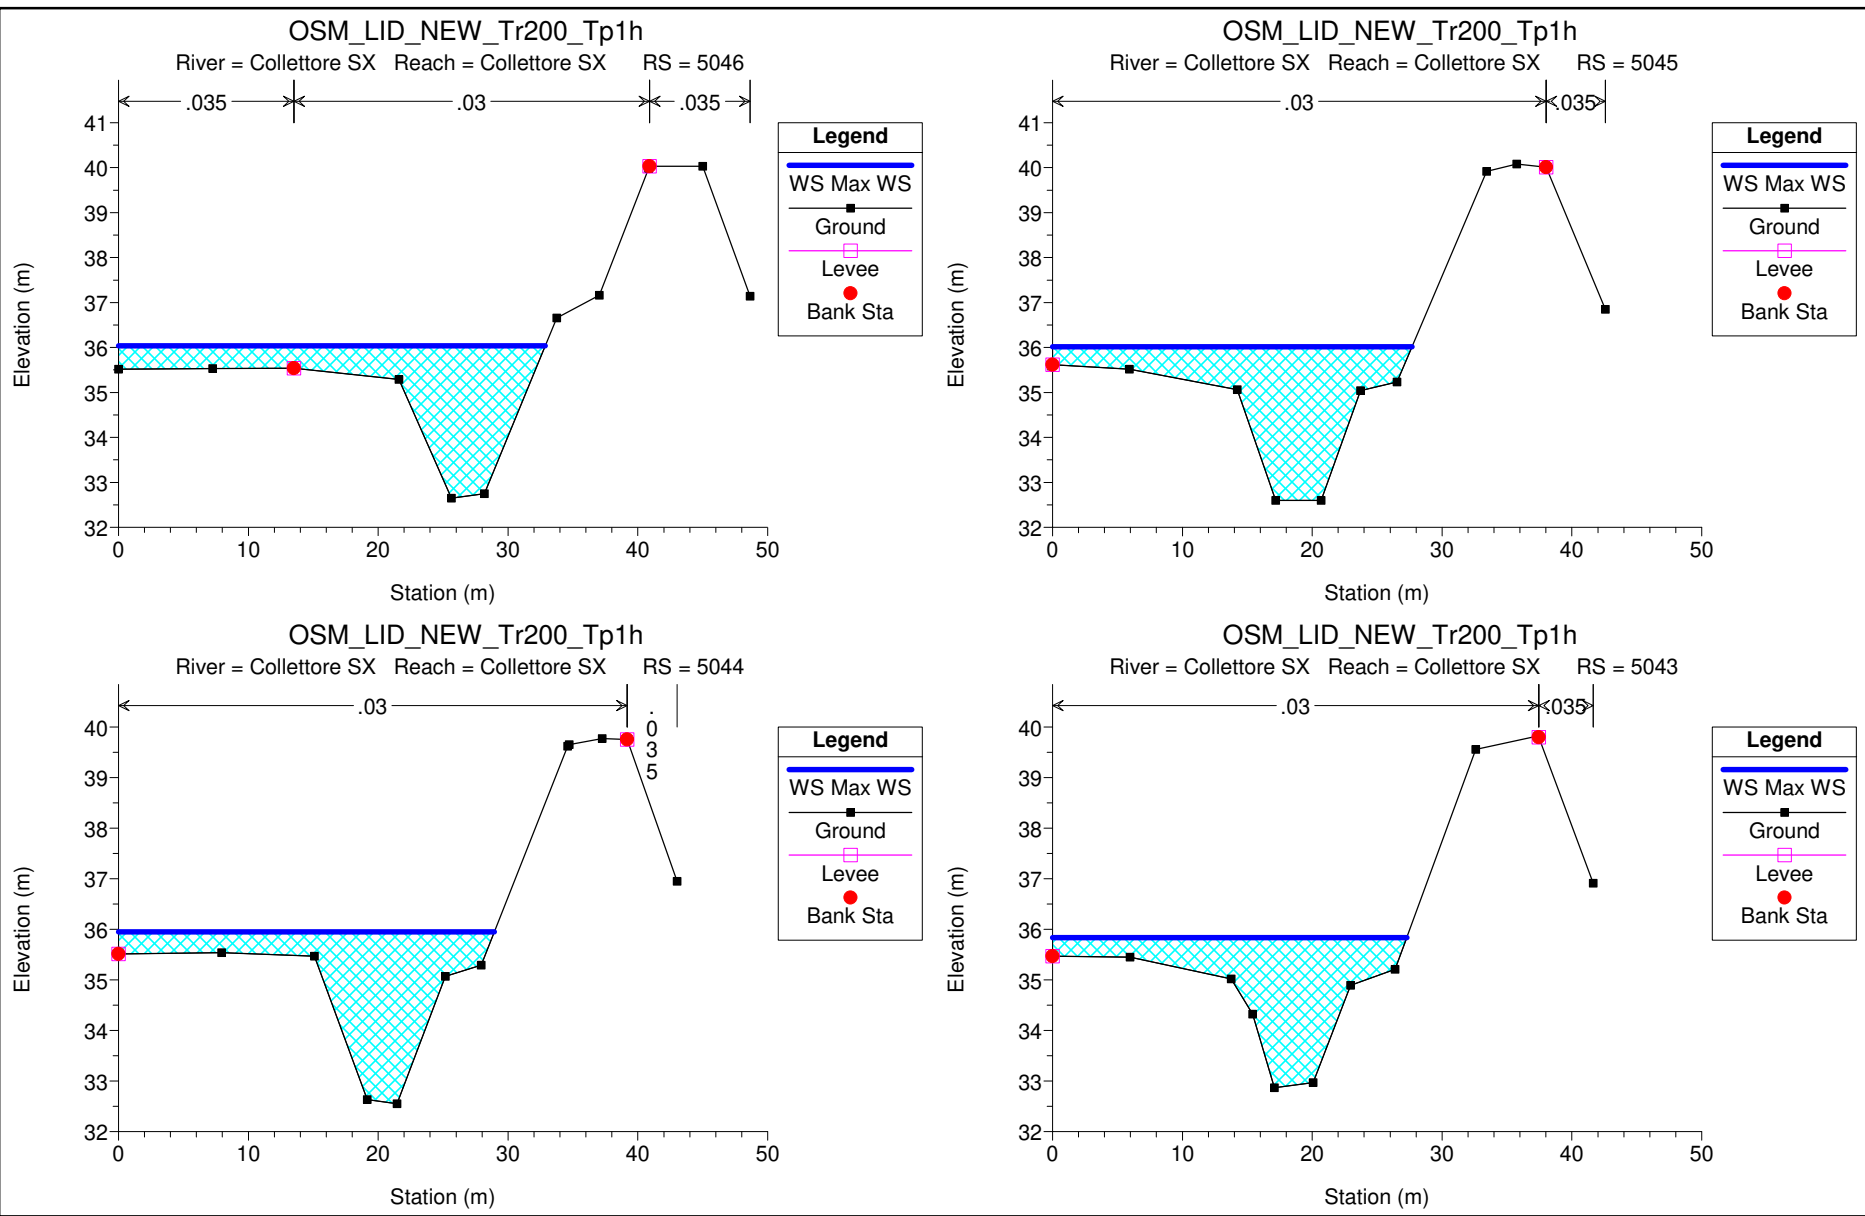 OSM_LID_NEW_Tr200_Tp1h
River = Collettore SX Reach = Collettore SX RS = 5046
.035 .03 .035
41
40
39
38
37
36
35
34
33
32
Elevation (m)
0 10 20 30 40 50
Station (m)
Legend
WS Max WS
Ground
Levee
Bank Sta
OSM_LID_NEW_Tr200_Tp1h
River = Collettore SX Reach = Collettore SX RS = 5045
.03 .035
41
40
39
38
37
36
35
34
33
32
Elevation (m)
0 10 20 30 40 50
Station (m)
Legend
WS Max WS
Ground
Levee
Bank Sta
OSM_LID_NEW_Tr200_Tp1h
River = Collettore SX Reach = Collettore SX RS = 5044
.03 .035
40
39
38
37
36
35
34
33
32
Elevation (m)
0 10 20 30 40 50
Station (m)
Legend
WS Max WS
Ground
Levee
Bank Sta
OSM_LID_NEW_Tr200_Tp1h
River = Collettore SX Reach = Collettore SX RS = 5043
.03 .035
40
39
38
37
36
35
34
33
32
Elevation (m)
0 10 20 30 40 50
Station (m)
Legend
WS Max WS
Ground
Levee
Bank Sta